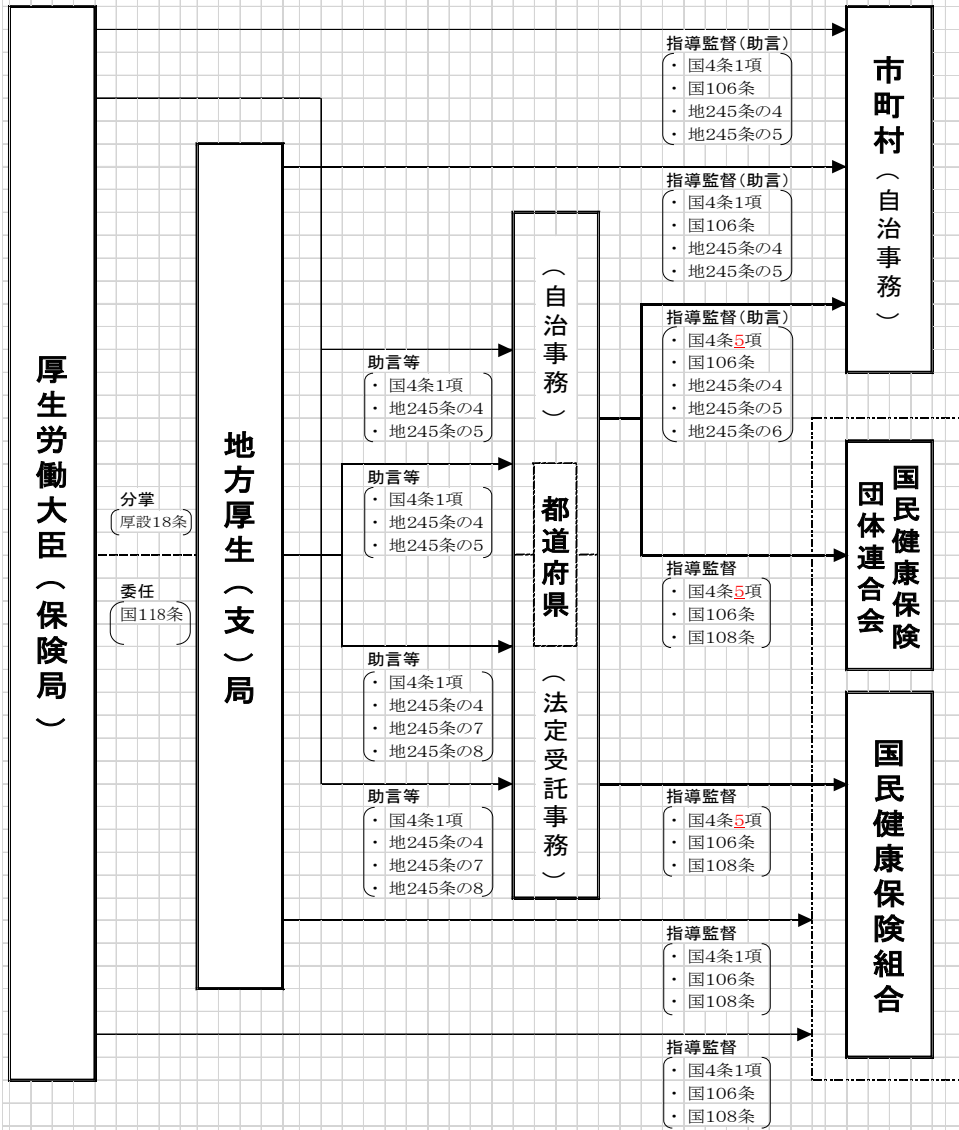 厚生労働大臣（保険局）
分掌
厚設18条
委任
国118条
地方厚生（支）局
助言等
・ 国4条1項
・ 地245条の4
・ 地245条の5
助言等
・ 国4条1項
・ 地245条の4
・ 地245条の5
助言等
・ 国4条1項
・ 地245条の4
・ 地245条の7
・ 地245条の8
助言等
・ 国4条1項
・ 地245条の4
・ 地245条の7
・ 地245条の8
（自治事務）
都道府県
（法定受託事務）
指導監督(助言)
・ 国4条1項
・ 国106条
・ 地245条の4
・ 地245条の5
指導監督(助言)
・ 国4条1項
・ 国106条
・ 地245条の4
・ 地245条の5
指導監督(助言)
・ 国4条5項
・ 国106条
・ 地245条の4
・ 地245条の5
・ 地245条の6
指導監督
・ 国4条5項
・ 国106条
・ 国108条
指導監督
・ 国4条5項
・ 国106条
・ 国108条
指導監督
・ 国4条1項
・ 国106条
・ 国108条
指導監督
・ 国4条1項
・ 国106条
・ 国108条
市町村（自治事務）
国民健康保険
団体連合会
国民健康保険組合